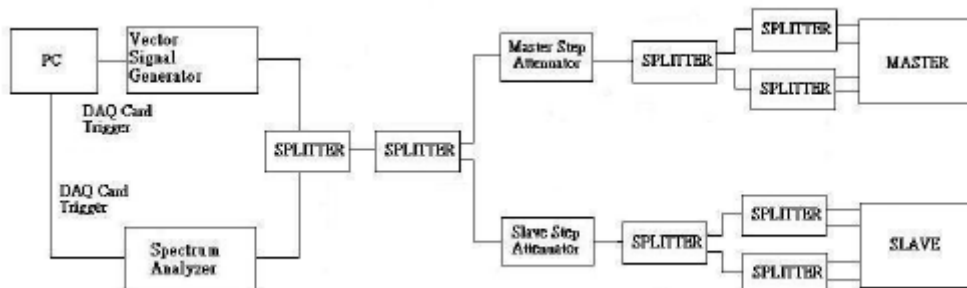 PC
Vector
Signal
Generator
DAQ Card
Trigger
DAQ Card
Trigger
Spectrum
Analyzer
SPLITTER
SPLITTER
Master Step
Attenuator
SPLITTER
SPLITTER
SPLITTER
MASTER
Slave Step
Attenuator
SPLITTER
SPLITTER
SPLITTER
SLAVE